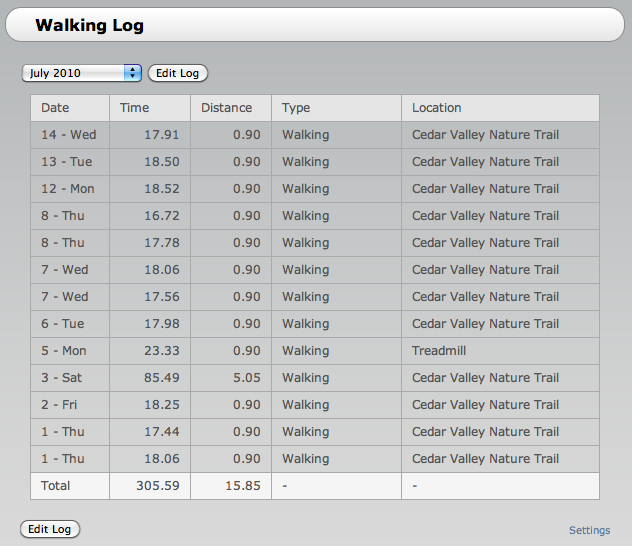 Walking Log
July 2010 Edit Log
Date Time Distance Type Location
14 - Wed 17.91 0.90 Walking Cedar Valley Nature Trail
13 - Tue 18.50 0.90 Walking Cedar Valley Nature Trail
12 - Mon 18.52 0.90 Walking Cedar Valley Nature Trail
8 - Thu 16.72 0.90 Walking Cedar Valley Nature Trail
8 - Thu 17.78 0.90 Walking Cedar Valley Nature Trail
7 - Wed 18.06 0.90 Walking Cedar Valley Nature Trail
7 - Wed 17.56 0.90 Walking Cedar Valley Nature Trail
6 - Tue 17.98 0.90 Walking Cedar Valley Nature Trail
5 - Mon 23.33 0.90 Walking Treadmill
3 - Sat 85.49 5.05 Walking Cedar Valley Nature Trail
2 - Fri 18.25 0.90 Walking Cedar Valley Nature Trail
1 - Thu 17.44 0.90 Walking Cedar Valley Nature Trail
1 - Thu 18.06 0.90 Walking Cedar Valley Nature Trail
Total 305.59 15.85 - -
Edit Log Settings